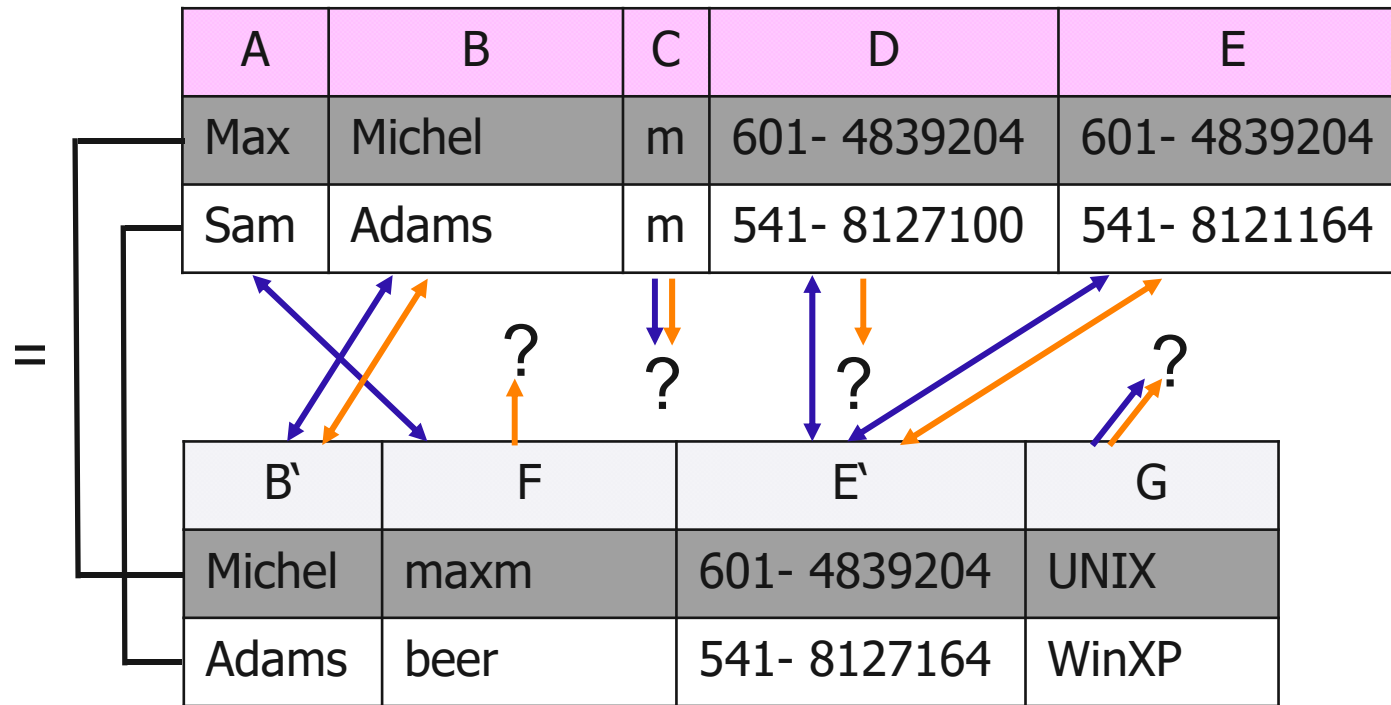 A B C D E
Max Michel m 601- 4839204 601- 4839204
Sam Adams m 541- 8127100 541- 8121164
= ? ? ? ?
B` F E` G
Michel maxm 601- 4839204 UNIX
Adams beer 541- 8127164 WinXP